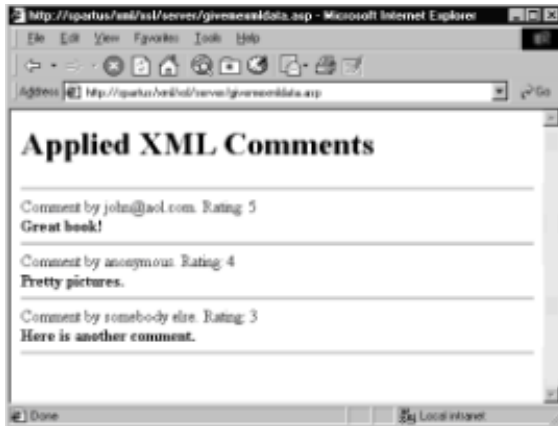 http://spartus/xml/xsl/server/givemexmldata.asp - Microsoft Internet Explorer
File Edit View Favorites Tools Help
Address http://spartus/xml/xsl/server/givemexmldata.asp Go
Applied XML Comments
Comment by john@aol.com. Rating: 5
Great book!
Comment by anonymous. Rating: 4
Pretty pictures.
Comment by somebody else. Rating: 3
Here is another comment.
Done Local intranet